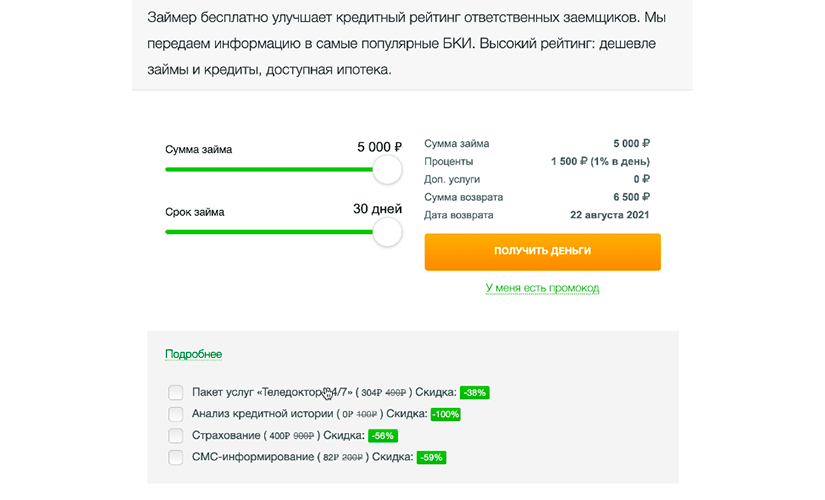 Займер бесплатно улучшает кредитный рейтинг ответственных заемщиков. Мы
передаем информацию в самые популярные БКИ. Высокий рейтинг: дешевле
займы и кредиты, доступная ипотека.
Сумма займа 5 000 ₽
Срок займа 30 дней
Сумма займа 5 000 ₽
Проценты 1 500 ₽ (1% в день)
Доп. услуги 0 ₽
Сумма возврата 6 500 ₽
Дата возврата 22 августа 2021
ПОЛУЧИТЬ ДЕНЬГИ
У меня есть промокод
Подробнее
Пакет услуг «Теледоктор 24/7» ( 304₽ 490₽ ) Скидка: -38%
Анализ кредитной истории ( 0₽ 100₽ ) Скидка: -100%
Страхование ( 400₽ 900₽ ) Скидка: -56%
СМС-информирование ( 82₽ 200₽ ) Скидка: -59%